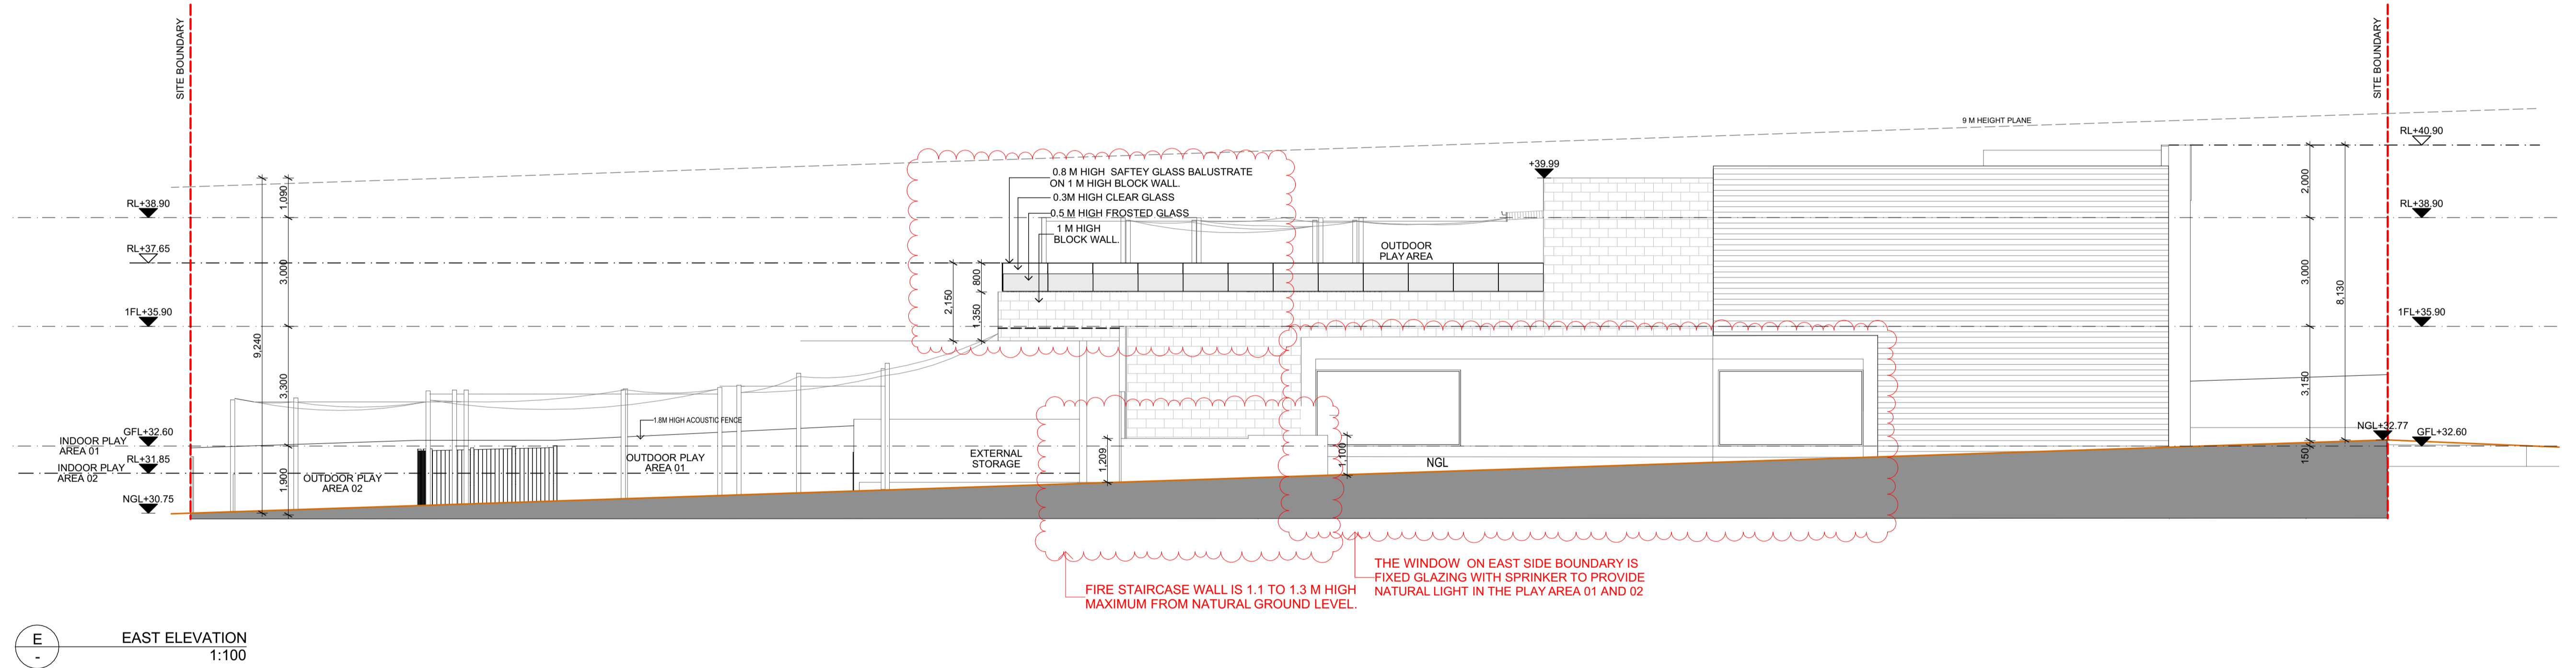 SITE BOUNDARY
SITE BOUNDARY
9 M HEIGHT PLANE
RL+40.90
+39.99
0.8 M HIGH SAFTEY GLASS BALUSTRATE
ON 1 M HIGH BLOCK WALL.
0.3M HIGH CLEAR GLASS
0.5 M HIGH FROSTED GLASS
1 M HIGH
BLOCK WALL.
1,090
2,000
RL+38.90
RL+38.90
OUTDOOR
PLAY AREA
RL+37.65
3,000
800
2,150
1,350
3,000
8,130
1FL+35.90
1FL+35.90
9,240
3,300
3,150
1.8M HIGH ACOUSTIC FENCE
NGL+32.77
GFL+32.60
GFL+32.60
INDOOR PLAY
AREA 01
RL+31.85
INDOOR PLAY
AREA 02
1,900
OUTDOOR PLAY
AREA 02
OUTDOOR PLAY
AREA 01
EXTERNAL
STORAGE
1,209
1,100
NGL
150
NGL+30.75
FIRE STAIRCASE WALL IS 1.1 TO 1.3 M HIGH
MAXIMUM FROM NATURAL GROUND LEVEL.
THE WINDOW ON EAST SIDE BOUNDARY IS
FIXED GLAZING WITH SPRINKER TO PROVIDE
NATURAL LIGHT IN THE PLAY AREA 01 AND 02
E
-
EAST ELEVATION
1:100